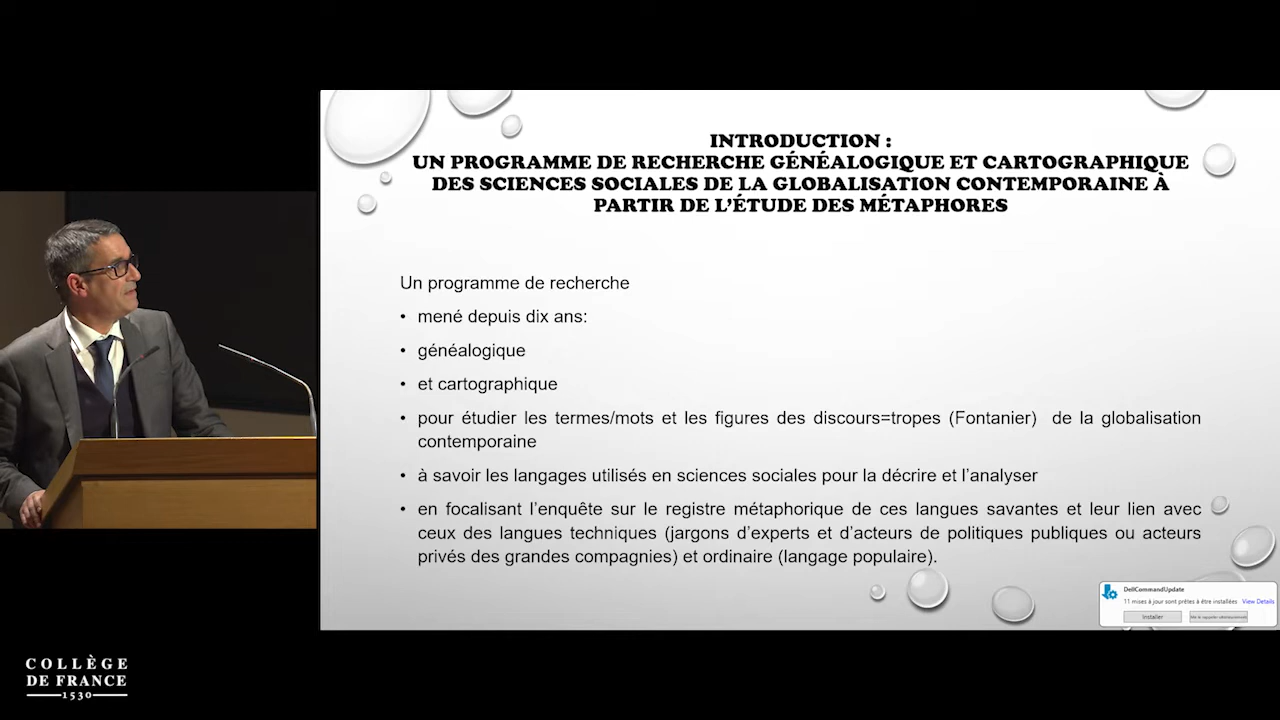 INTRODUCTION :
UN PROGRAMME DE RECHERCHE GÉNÉALOGIQUE ET CARTOGRAPHIQUE
DES SCIENCES SOCIALES DE LA GLOBALISATION CONTEMPORAINE À
PARTIR DE L'ÉTUDE DES MÉTAPHORES
Un programme de recherche
• mené depuis dix ans:
• généalogique
• et cartographique
• pour étudier les termes/mots et les figures des discours=tropes (Fontanier) de la globalisation
contemporaine
• à savoir les langages utilisés en sciences sociales pour la décrire et l'analyser
• en focalisant l'enquête sur le registre métaphorique de ces langues savantes et leur lien avec
ceux des langues techniques (jargons d'experts et d'acteurs de politiques publiques ou acteurs
privés des grandes compagnies) et ordinaire (langage populaire).
DellCommandUpdate
11 mises à jour sont prêtes à être installées View Details
Installer
COLLÈGE
DE FRANCE
1530